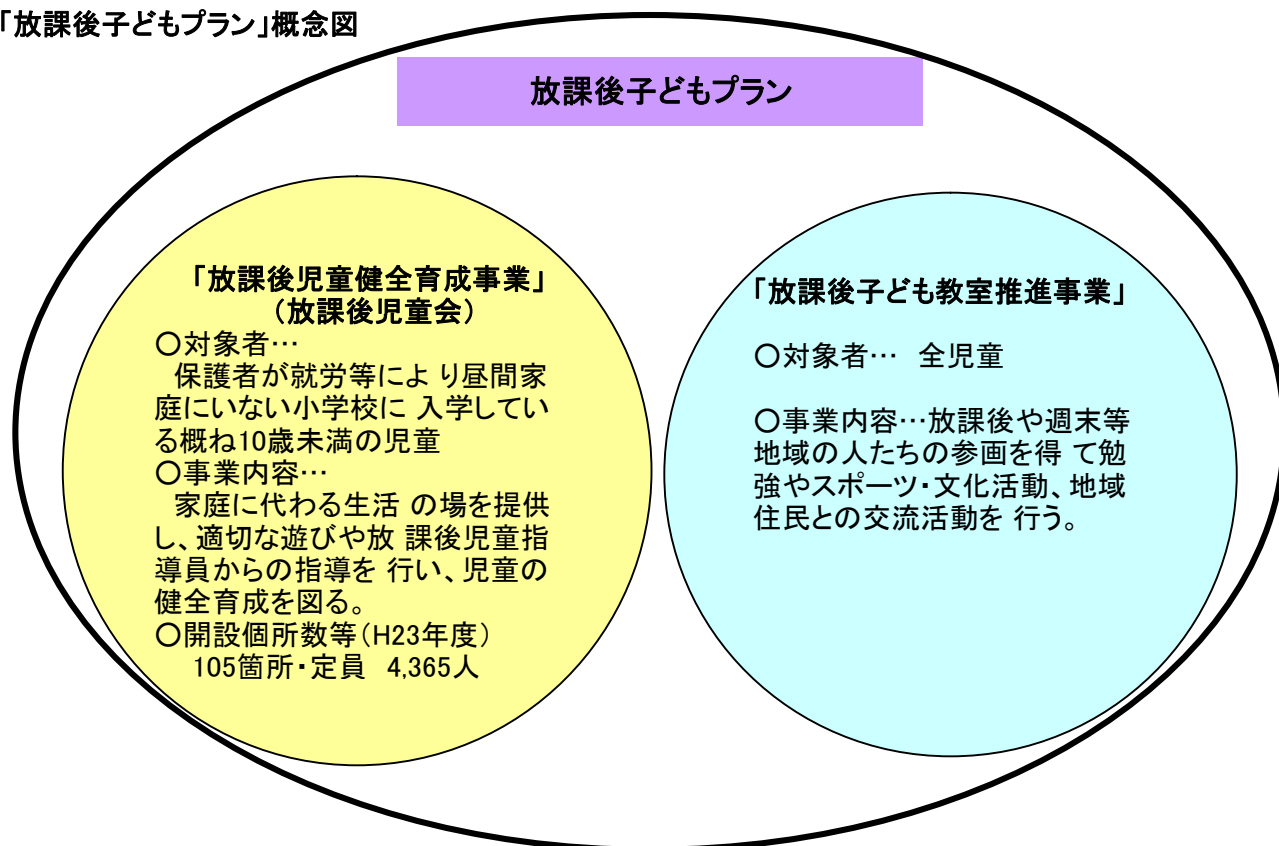 「放課後子どもプラン」概念図
放課後子どもプラン
「放課後児童健全育成事業」
（放課後児童会）
○対象者…
保護者が就労等によ り昼間家
庭にいない小学校に 入学してい
る概ね10歳未満の児童
○事業内容…
家庭に代わる生活 の場を提供
し、適切な遊びや放 課後児童指
導員からの指導を 行い、児童の
健全育成を図る。
○開設個所数等（H23年度）
105箇所・定員 4,365人
「放課後子ども教室推進事業」
○対象者… 全児童
○事業内容…放課後や週末等
地域の人たちの参画を得 て勉
強やスポーツ・文化活動、地域
住民との交流活動を 行う。